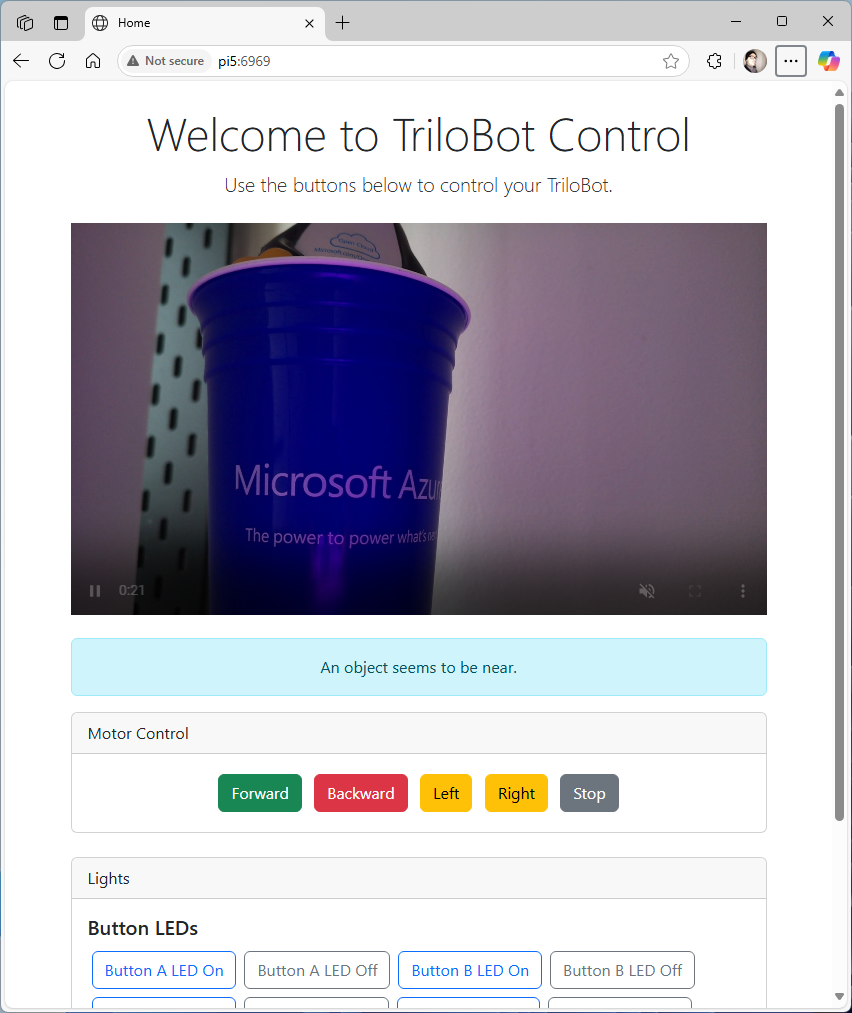 Home
Not secure pi5:6969
Welcome to TriloBot Control
Use the buttons below to control your TriloBot.
Open Cloud
Microsoft Azur
The power to power what's ne
0:21
An object seems to be near.
Motor Control
Forward Backward Left Right Stop
Lights
Button LEDs
Button A LED On Button A LED Off Button B LED On Button B LED Off